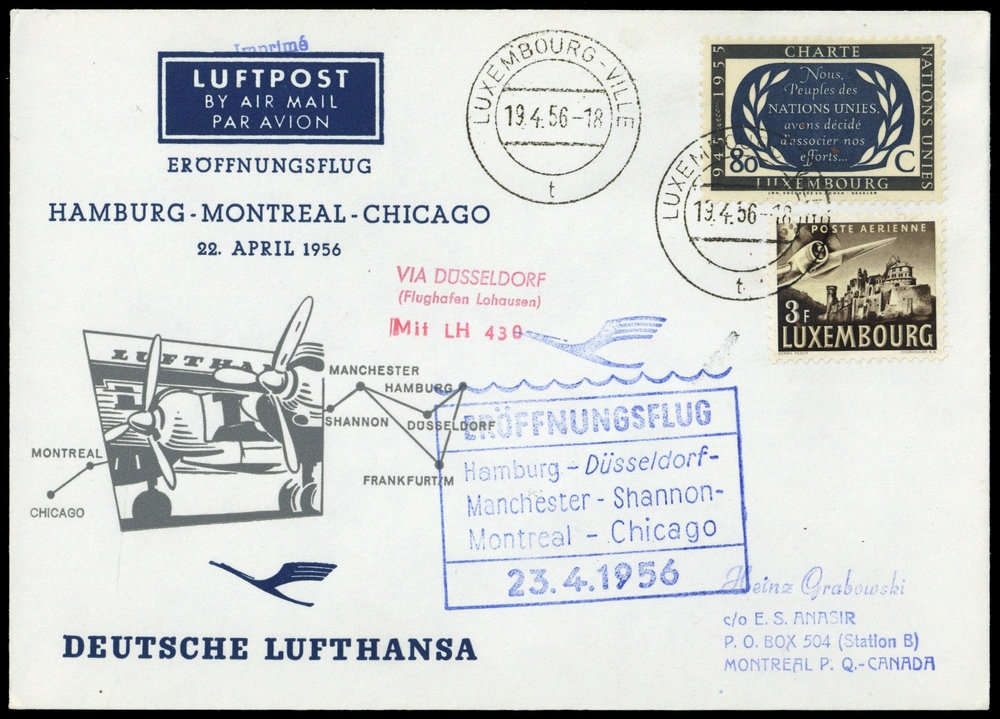 Imprimé
LUFTPOST
BY AIR MAIL
PAR AVION
ERÖFFNUNGSFLUG
HAMBURG - MONTREAL - CHICAGO
22. APRIL 1956
LUXEMBOURG - VILLE
19.4.56-18
t
LUXEMBOURG
19.4.56-18
t
CHARTE
NATIONS UNIES
1945 1955
Nous,
Peuples des
NATIONS UNIES,
avons décidé
d'associer nos
efforts...
80 C
LUXEMBOURG
POSTE AERIENNE
3F
LUXEMBOURG
VIA DÜSSELDORF
(Flughafen Lohausen)
Mit LH 430
LUFTHA
MANCHESTER
HAMBURG
SHANNON
DÜSSELDORF
MONTREAL
FRANKFURT/M
CHICAGO
ERÖFFNUNGSFLUG
Hamburg - Düsseldorf-
Manchester - Shannon-
Montreal - Chicago
23.4.1956
DEUTSCHE LUFTHANSA
Heinz Grabowski
c/o E. S. ANASIR
P. O. BOX 504 (Station B)
MONTREAL P. Q.-CANADA